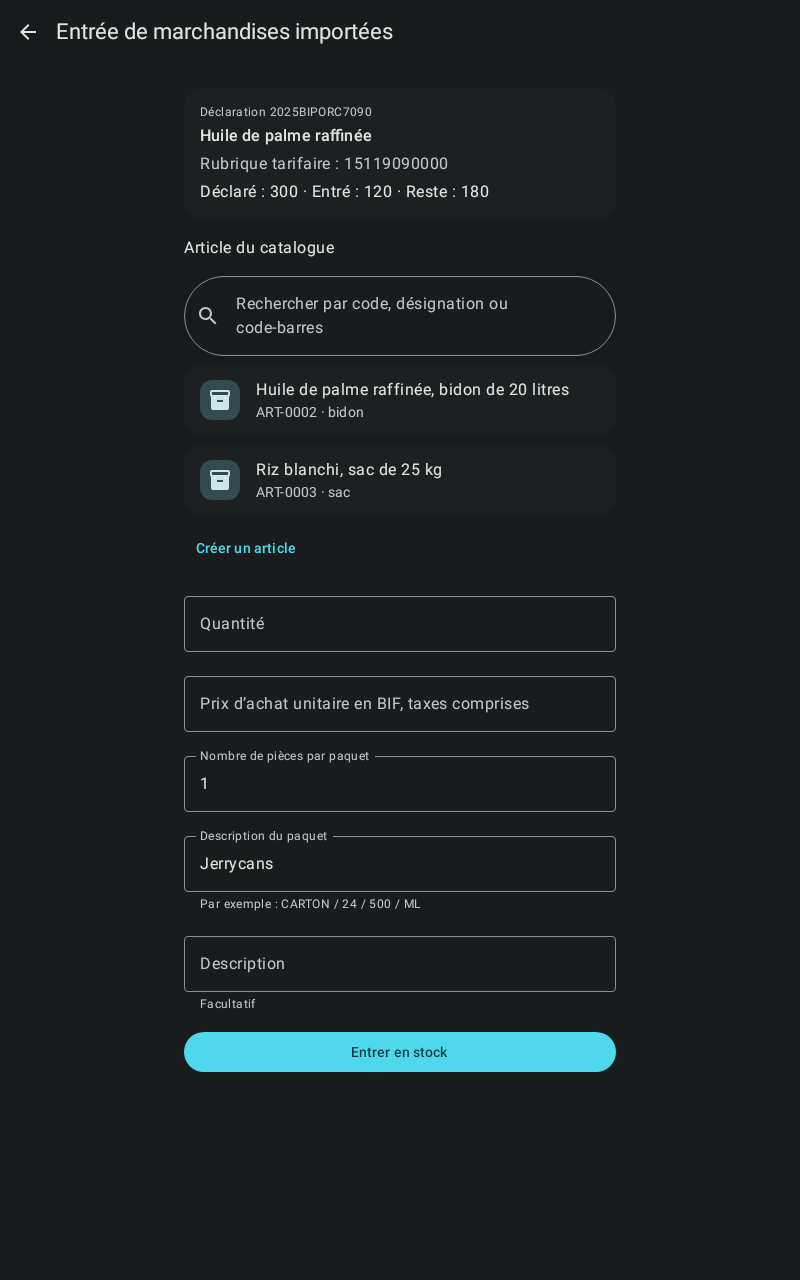 Entrée de marchandises importées
Déclaration 2025BIPORC7090
Huile de palme raffinée
Rubrique tarifaire : 15119090000
Déclaré : 300 · Entré : 120 · Reste : 180
Article du catalogue
Rechercher par code, désignation ou
code-barres
Huile de palme raffinée, bidon de 20 litres
ART-0002 · bidon
Riz blanchi, sac de 25 kg
ART-0003 · sac
Créer un article
Quantité
Prix d’achat unitaire en BIF, taxes comprises
Nombre de pièces par paquet
1
Description du paquet
Jerrycans
Par exemple : CARTON / 24 / 500 / ML
Description
Facultatif
Entrer en stock